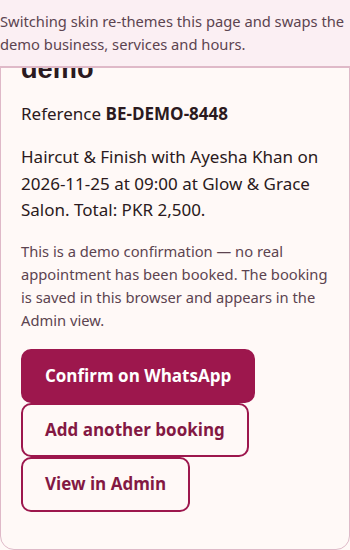 Switching skin re-themes this page and swaps the
demo business, services and hours.
demo
Reference BE-DEMO-8448
Haircut & Finish with Ayesha Khan on
2026-11-25 at 09:00 at Glow & Grace
Salon. Total: PKR 2,500.
This is a demo confirmation — no real
appointment has been booked. The booking
is saved in this browser and appears in the
Admin view.
Confirm on WhatsApp
Add another booking
View in Admin